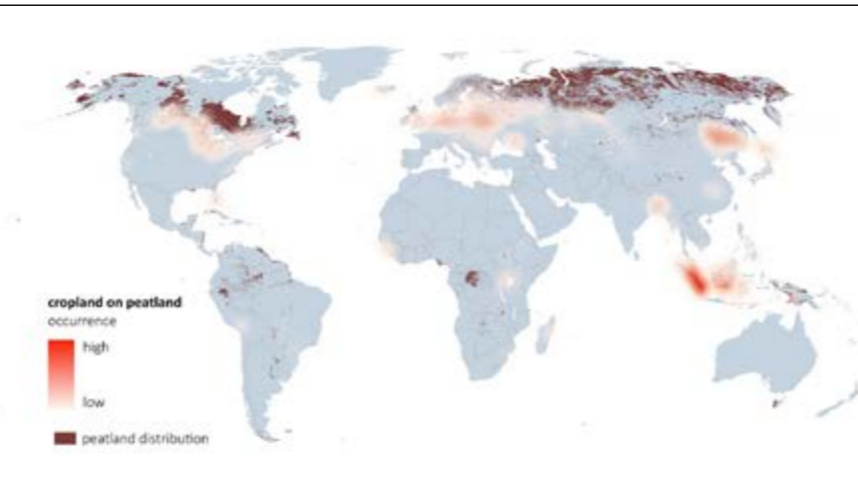 cropland on peatland
occurrence
high
low
peatland distribution